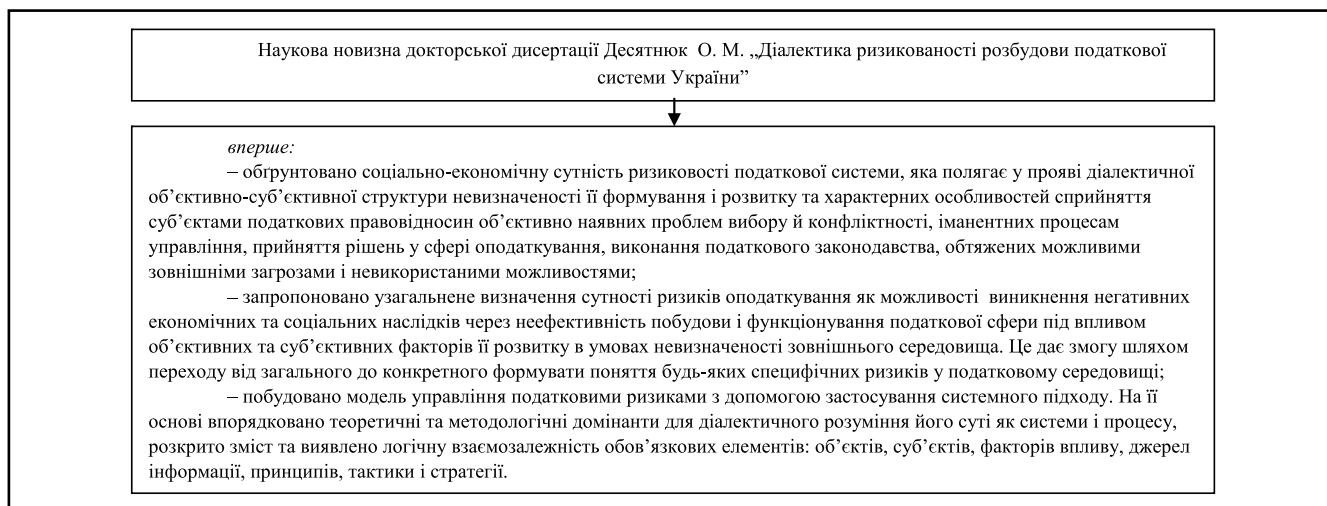 Наукова новизна докторської дисертації Десятнюк О. М. „Діалектика ризикованості розбудови податкової
системи України”
вперше:
– обґрунтовано соціально-економічну сутність ризиковості податкової системи, яка полягає у прояві діалектичної
об’єктивно-суб’єктивної структури невизначеності її формування і розвитку та характерних особливостей сприйняття
суб’єктами податкових правовідносин об’єктивно наявних проблем вибору й конфліктності, іманентних процесам
управління, прийняття рішень у сфері оподаткування, виконання податкового законодавства, обтяжених можливими
зовнішніми загрозами і невикористаними можливостями;
– запропоновано узагальнене визначення сутності ризиків оподаткування як можливості виникнення негативних
економічних та соціальних наслідків через неефективність побудови і функціонування податкової сфери під впливом
об’єктивних та суб’єктивних факторів її розвитку в умовах невизначеності зовнішнього середовища. Це дає змогу шляхом
переходу від загального до конкретного формувати поняття будь-яких специфічних ризиків у податковому середовищі;
– побудовано модель управління податковими ризиками з допомогою застосування системного підходу. На її
основі впорядковано теоретичні та методологічні домінанти для діалектичного розуміння його суті як системи і процесу,
розкрито зміст та виявлено логічну взаємозалежність обов’язкових елементів: об’єктів, суб’єктів, факторів впливу, джерел
інформації, принципів, тактики і стратегії.